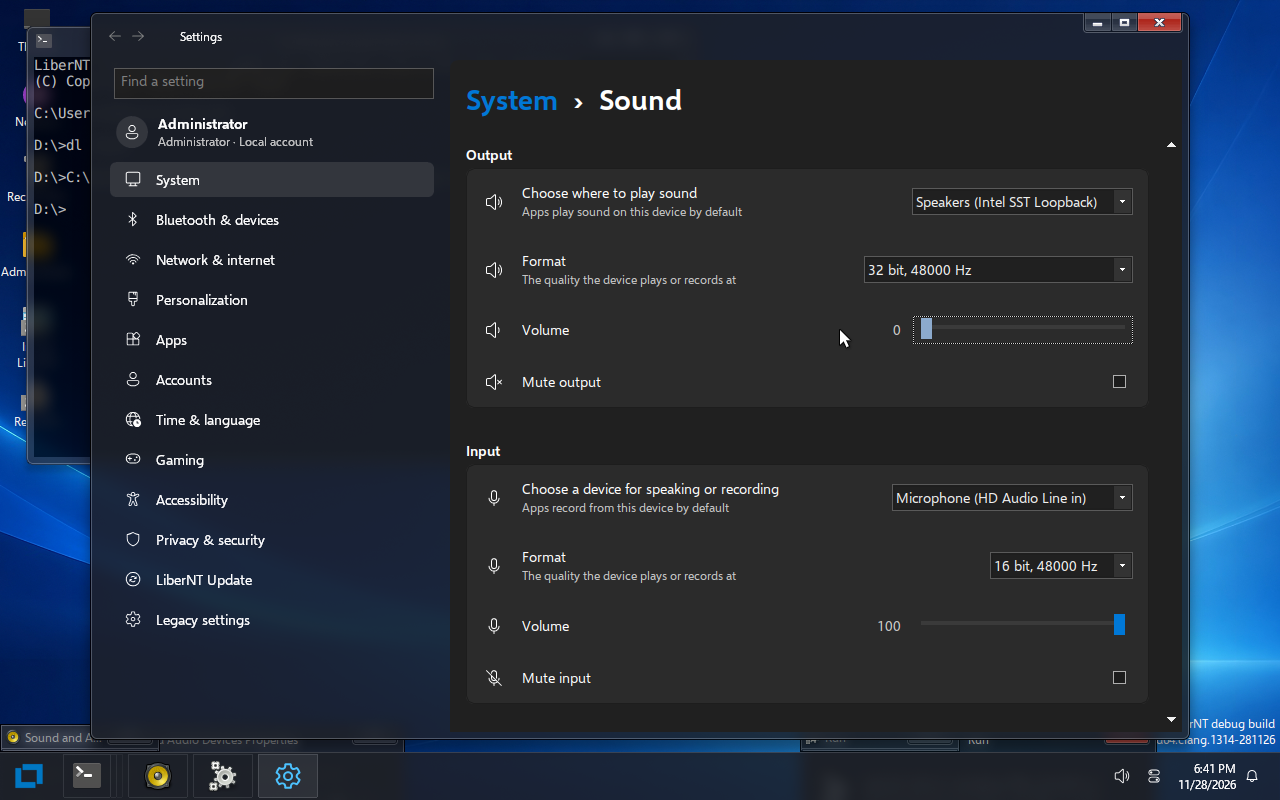 Settings
LiberNT
(C) Cop
C:\User
D:\>dl
D:\>C:\
D:\>
Find a setting
Administrator
Administrator · Local account
System
Bluetooth & devices
Network & internet
Personalization
Apps
Accounts
Time & language
Gaming
Accessibility
Privacy & security
LiberNT Update
Legacy settings
System › Sound
Output
Choose where to play sound
Apps play sound on this device by default
Speakers (Intel SST Loopback)
Format
The quality the device plays or records at
32 bit, 48000 Hz
Volume
0
Mute output
Input
Choose a device for speaking or recording
Apps record from this device by default
Microphone (HD Audio Line in)
Format
The quality the device plays or records at
16 bit, 48000 Hz
Volume
100
Mute input
Sound and A...
Audio Devices Properties
Run
Run
rNT debug build
d64.clang.1314-281126
6:41 PM
11/28/2026